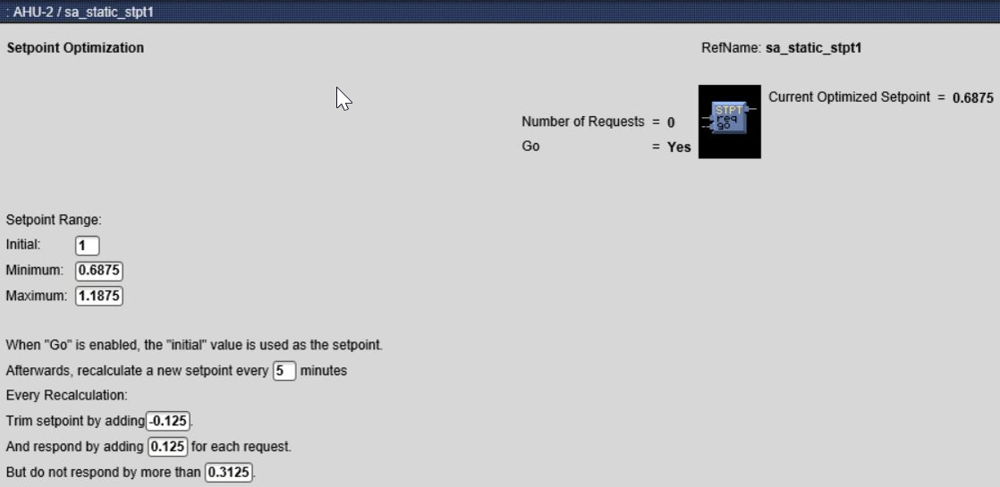 : AHU-2 / sa_static_stpt1
Setpoint Optimization
RefName: sa_static_stpt1
Current Optimized Setpoint = 0.6875
STPT
req
go
Number of Requests = 0
Go = Yes
Setpoint Range:
Initial: 1
Minimum: 0.6875
Maximum: 1.1875
When "Go" is enabled, the "initial" value is used as the setpoint.
Afterwards, recalculate a new setpoint every 5 minutes
Every Recalculation:
Trim setpoint by adding -0.125.
And respond by adding 0.125 for each request.
But do not respond by more than 0.3125.